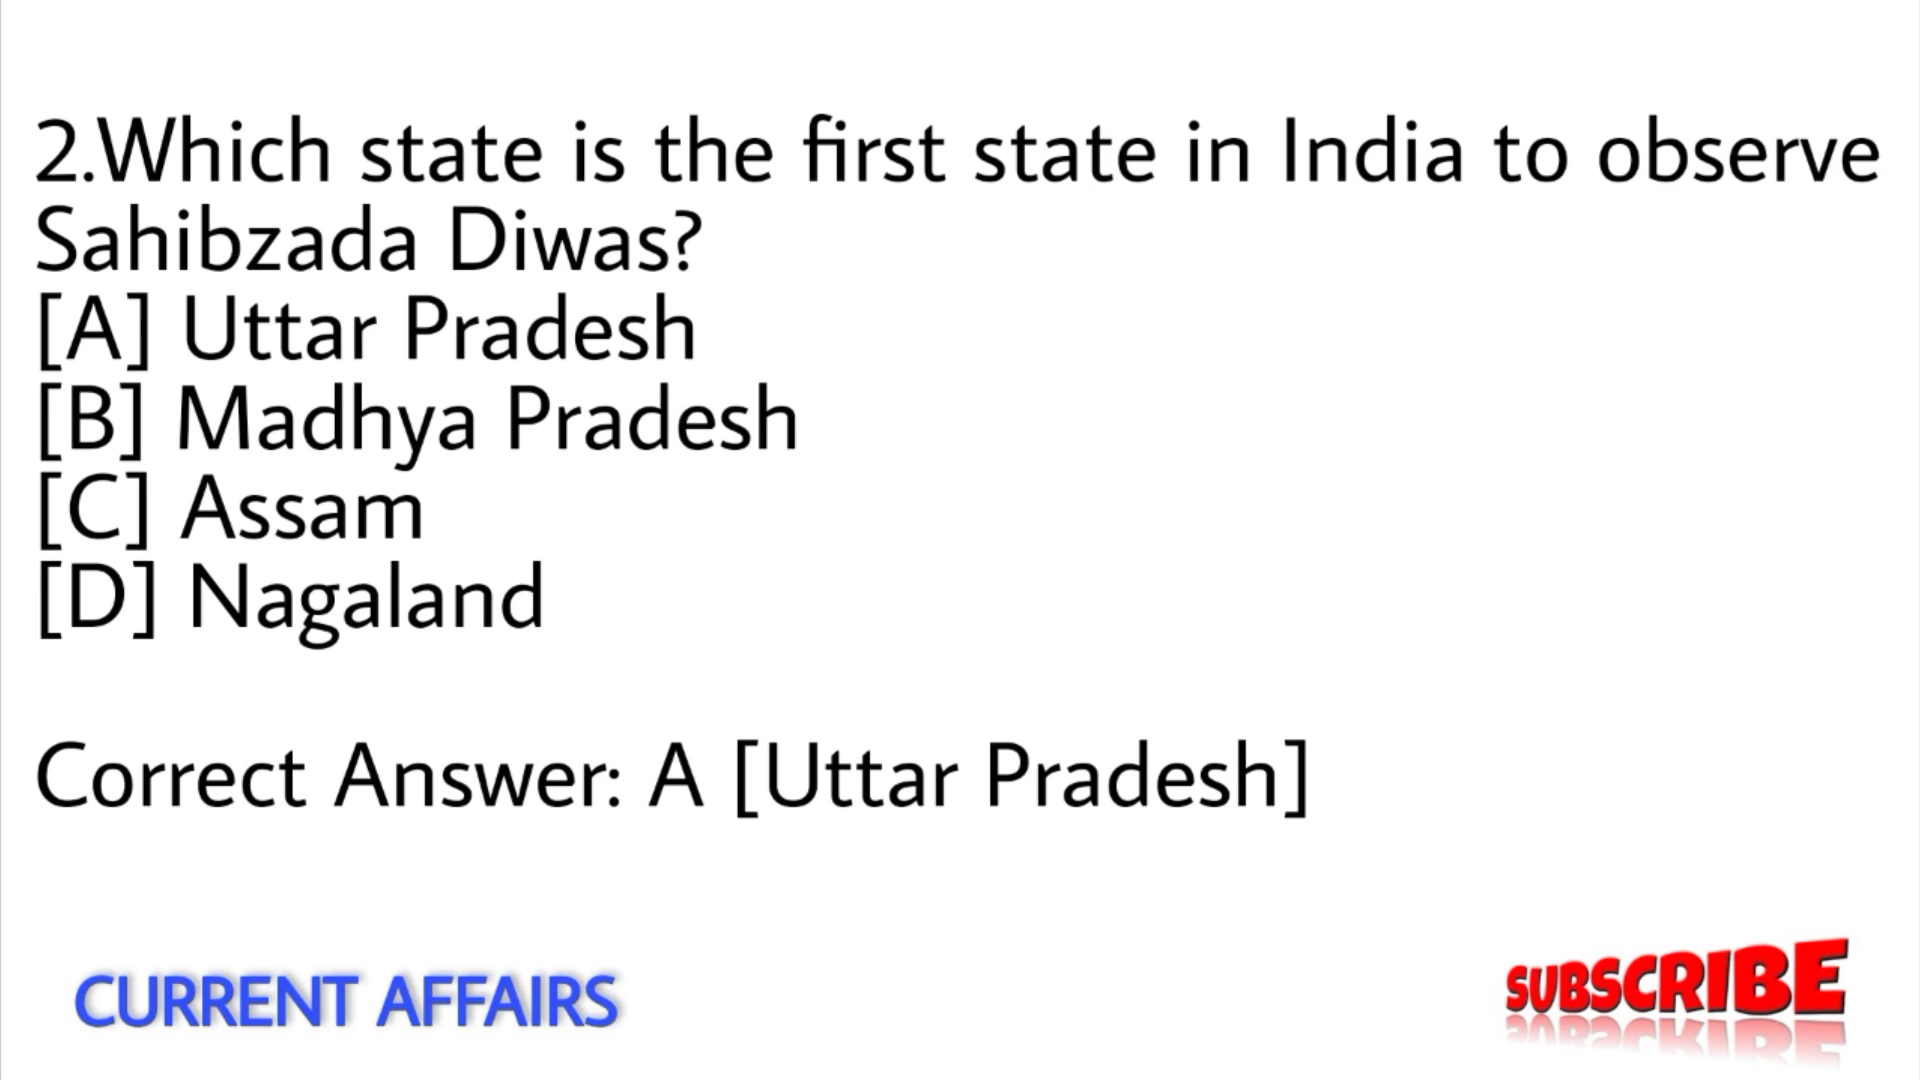 2.Which state is the first state in India to observe
Sahibzada Diwas?
[A] Uttar Pradesh
[B] Madhya Pradesh
[C] Assam
[D] Nagaland
Correct Answer: A [Uttar Pradesh]
CURRENT AFFAIRS
SUBSCRIBE